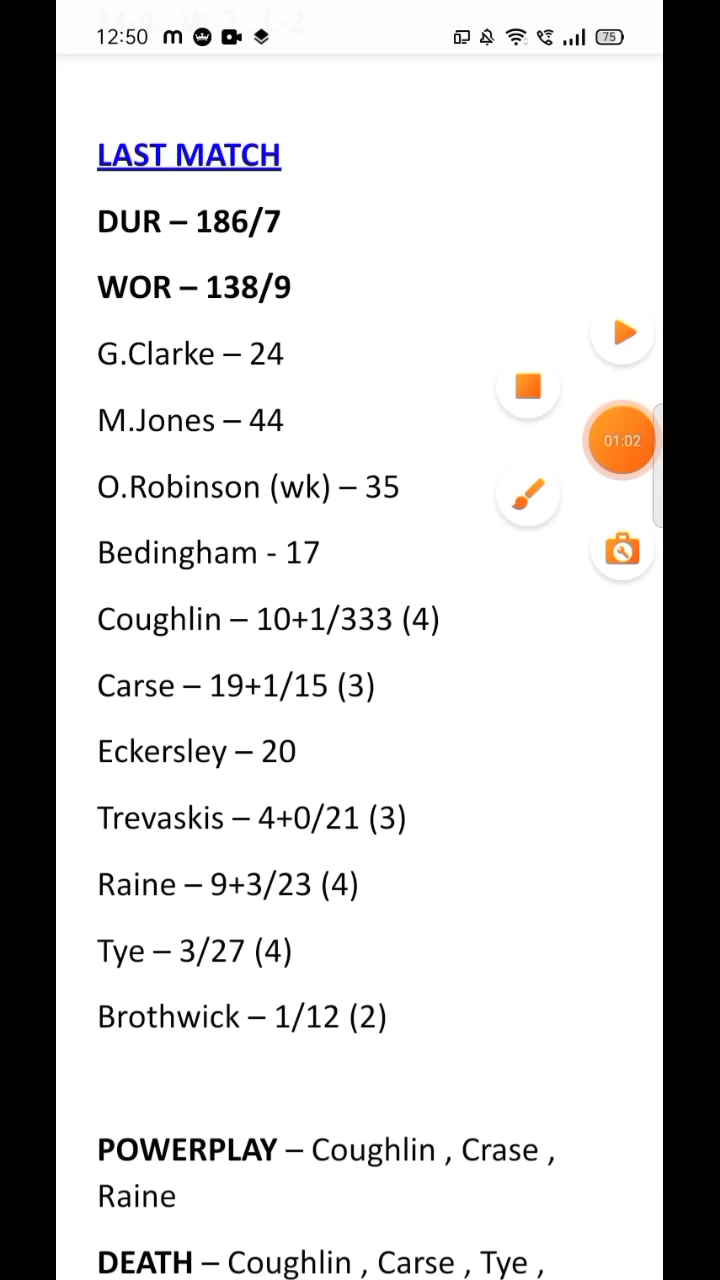 12:50
75
LAST MATCH
DUR – 186/7
WOR – 138/9
G.Clarke – 24
M.Jones – 44
01:02
O.Robinson (wk) – 35
Bedingham - 17
Coughlin – 10+1/333 (4)
Carse – 19+1/15 (3)
Eckersley – 20
Trevaskis – 4+0/21 (3)
Raine – 9+3/23 (4)
Tye – 3/27 (4)
Brothwick – 1/12 (2)
POWERPLAY – Coughlin , Crase ,
Raine
DEATH – Coughlin , Carse , Tye ,